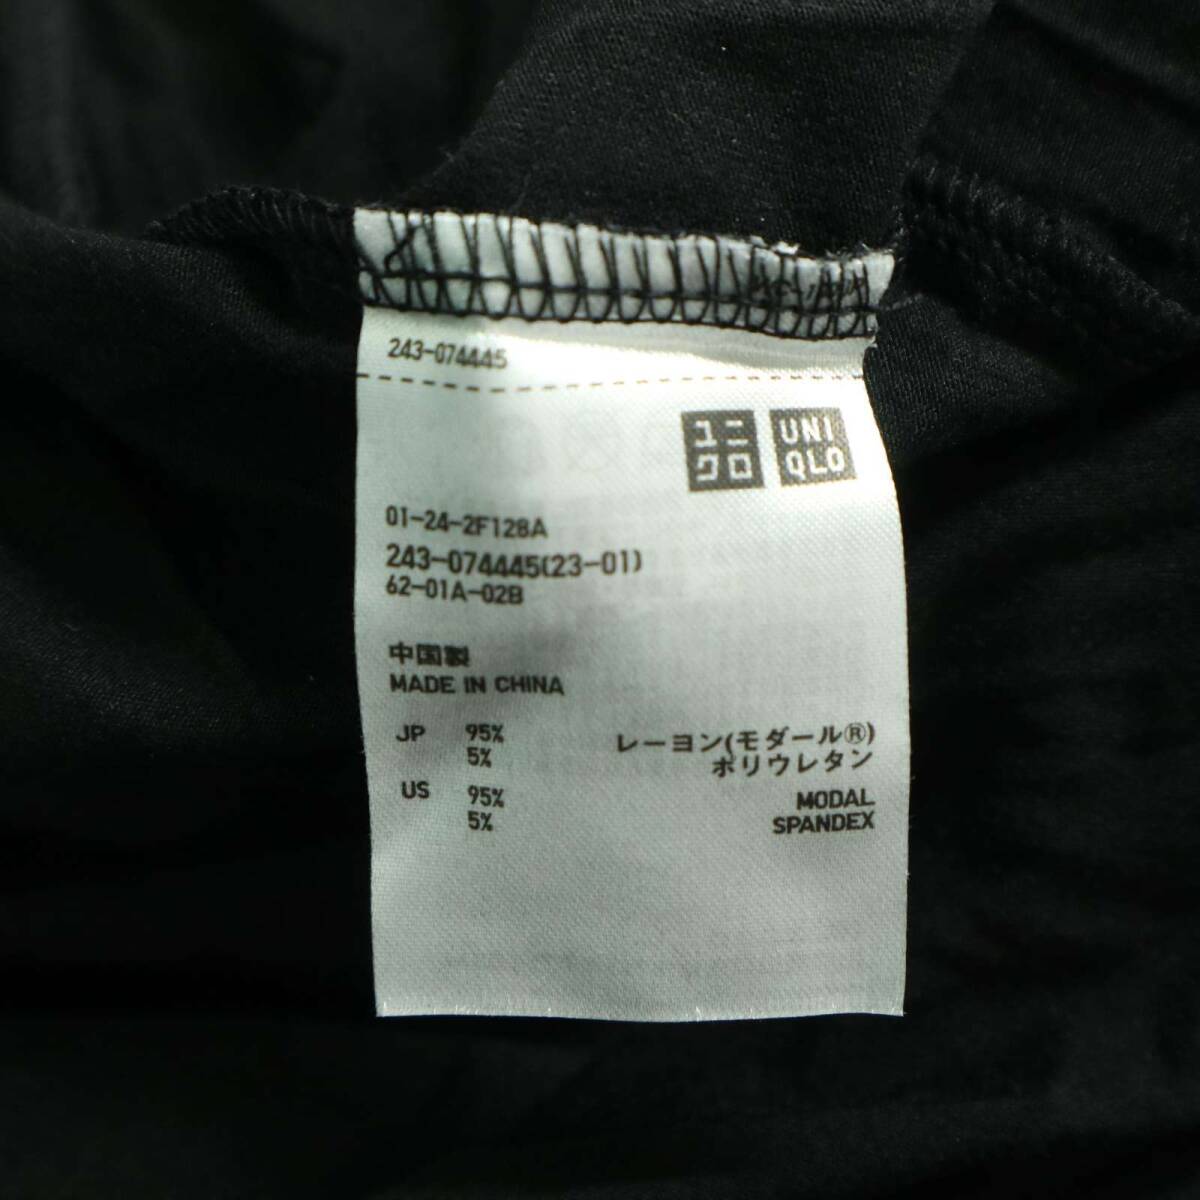 243-074445
ユニ
クロ
UNI
QLO
01-24-2F128A
243-074445(23-01)
62-01A-02B
中国製
MADE IN CHINA
JP 95% レーヨン(モダール®)
5% ポリウレタン
US 95% MODAL
5% SPANDEX